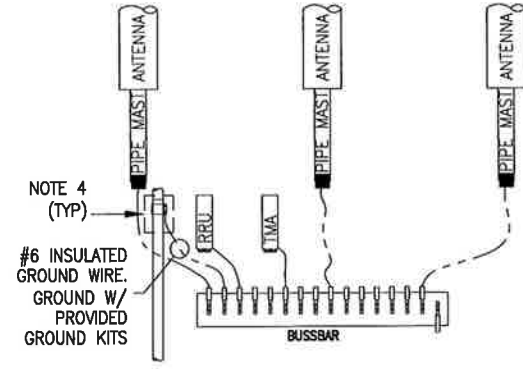 ANTENNA
PIPE MAST
ANTENNA
PIPE MAST
ANTENNA
PIPE MAST
NOTE 4
(TYP)
RRU
TMA
#6 INSULATED
GROUND WIRE.
GROUND W/
PROVIDED
GROUND KITS
BUSSBAR